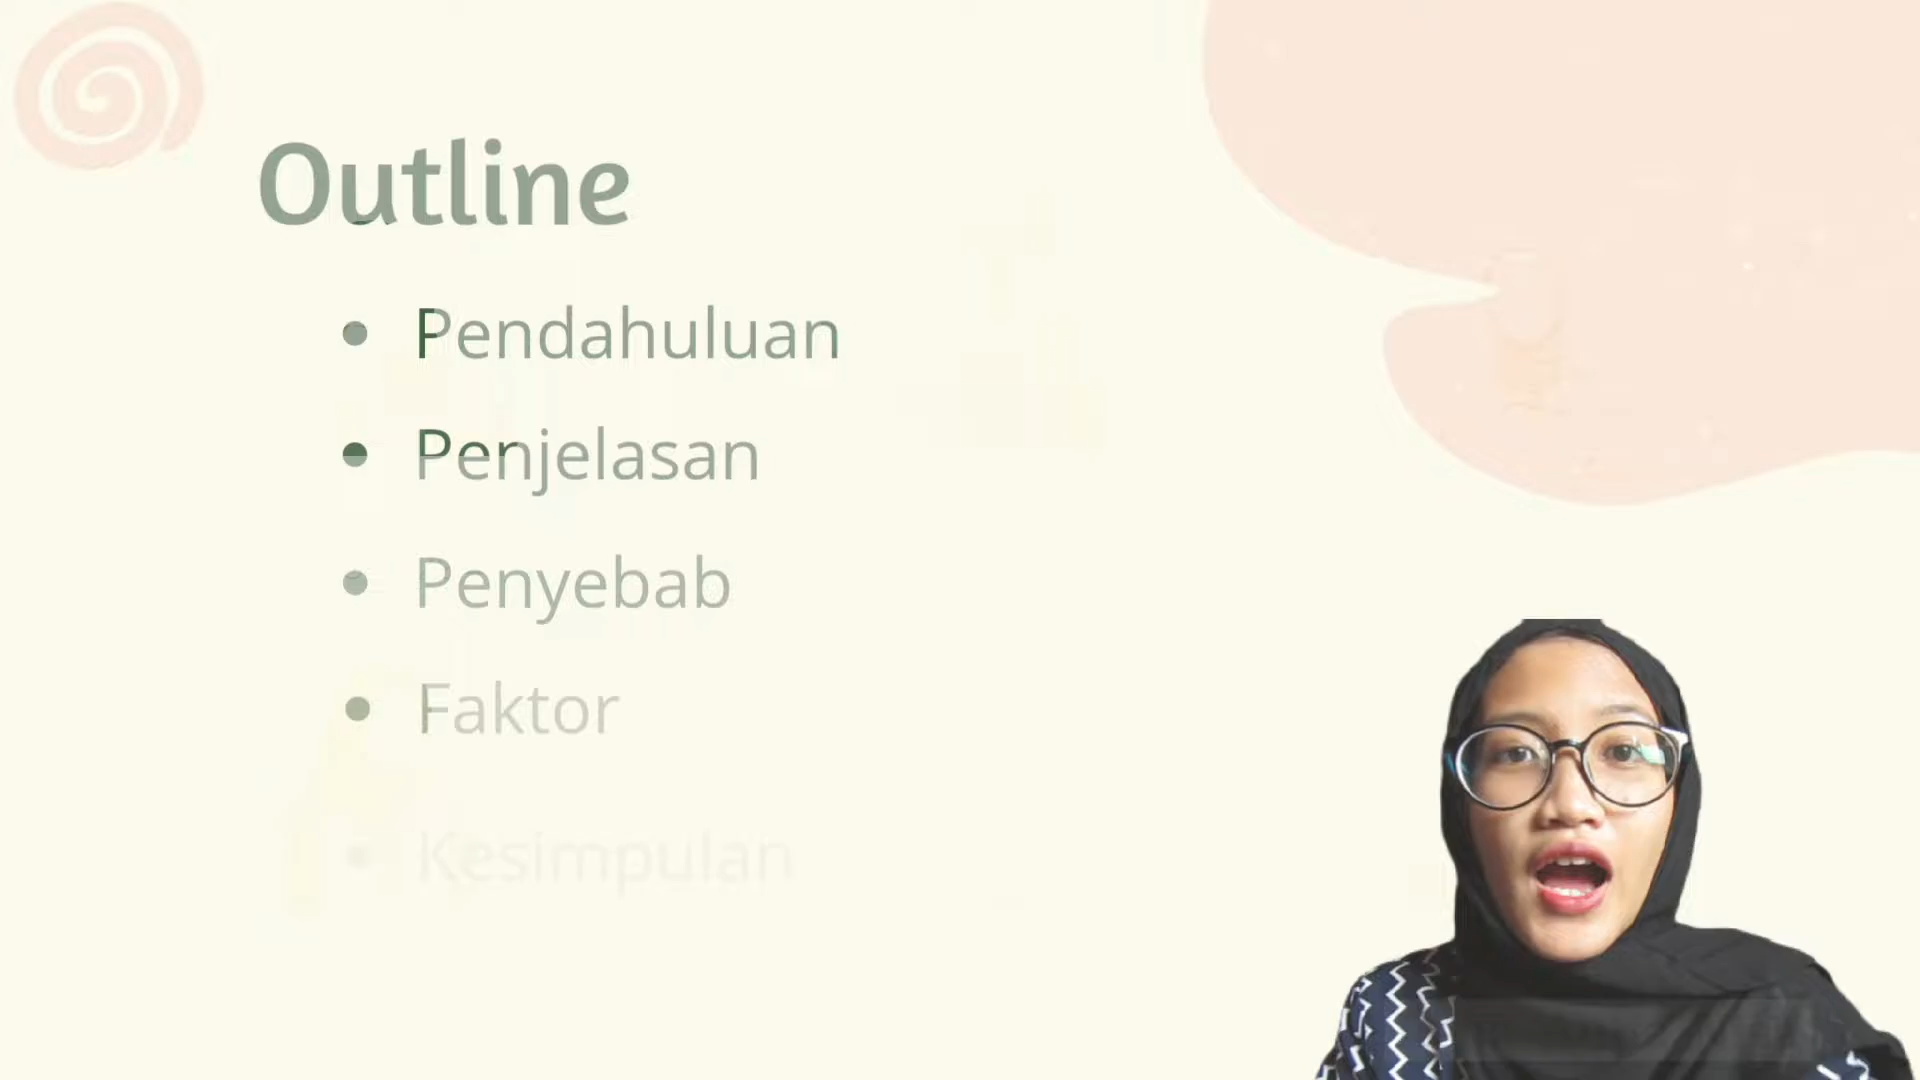 Outline
Pendahuluan
Penjelasan
Penyebab
Faktor
Kesimpulan